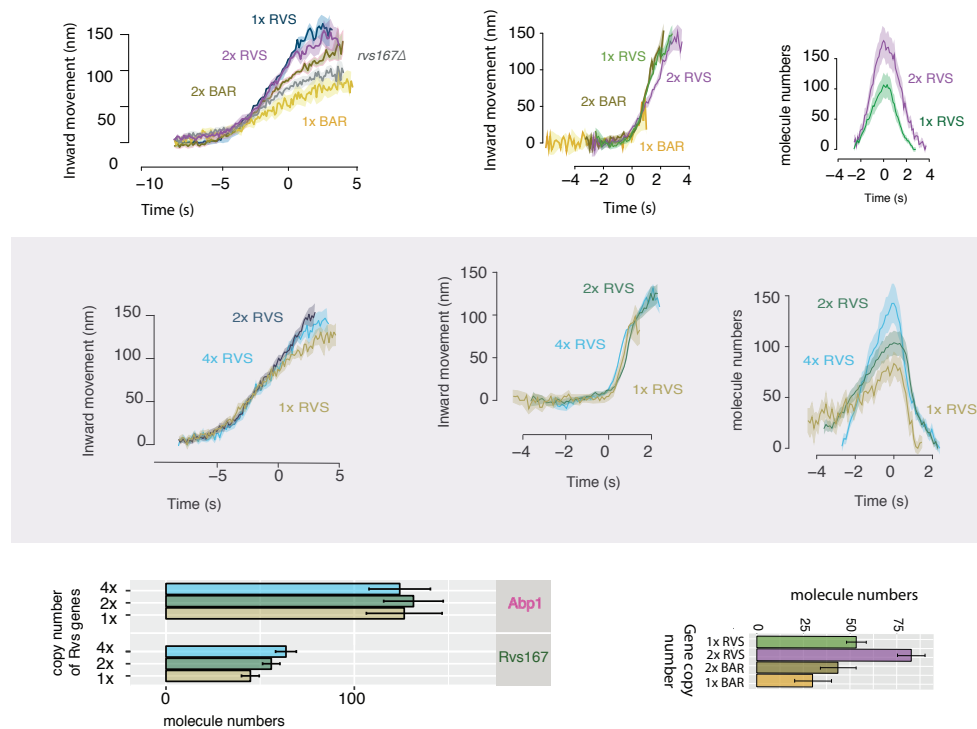 Inward movement (nm)
150
100
50
0
1x RVS
2x RVS
rvs167Δ
2x BAR
1x BAR
−10
−5
0
5
Time (s)
Inward movement (nm)
150
100
50
0
1x RVS
2x RVS
2x BAR
1x BAR
−4
−2
0
2
4
Time (s)
molecule numbers
150
100
50
0
2x RVS
1x RVS
−4
−2
0
2
4
Time (s)
Inward movement (nm)
150
100
50
0
2x RVS
4x RVS
1x RVS
−5
0
5
Time (s)
Inward movement (nm)
150
100
50
0
2x RVS
4x RVS
1x RVS
−4
−2
0
2
Time (s)
molecule numbers
150
100
50
0
2x RVS
4x RVS
1x RVS
−4
−2
0
2
Time (s)
copy number
of Rvs genes
4x
2x
1x
Abp1
4x
2x
1x
Rvs167
0
100
molecule numbers
molecule numbers
0
25
50
75
Gene copy
number
1x RVS
2x RVS
2x BAR
1x BAR